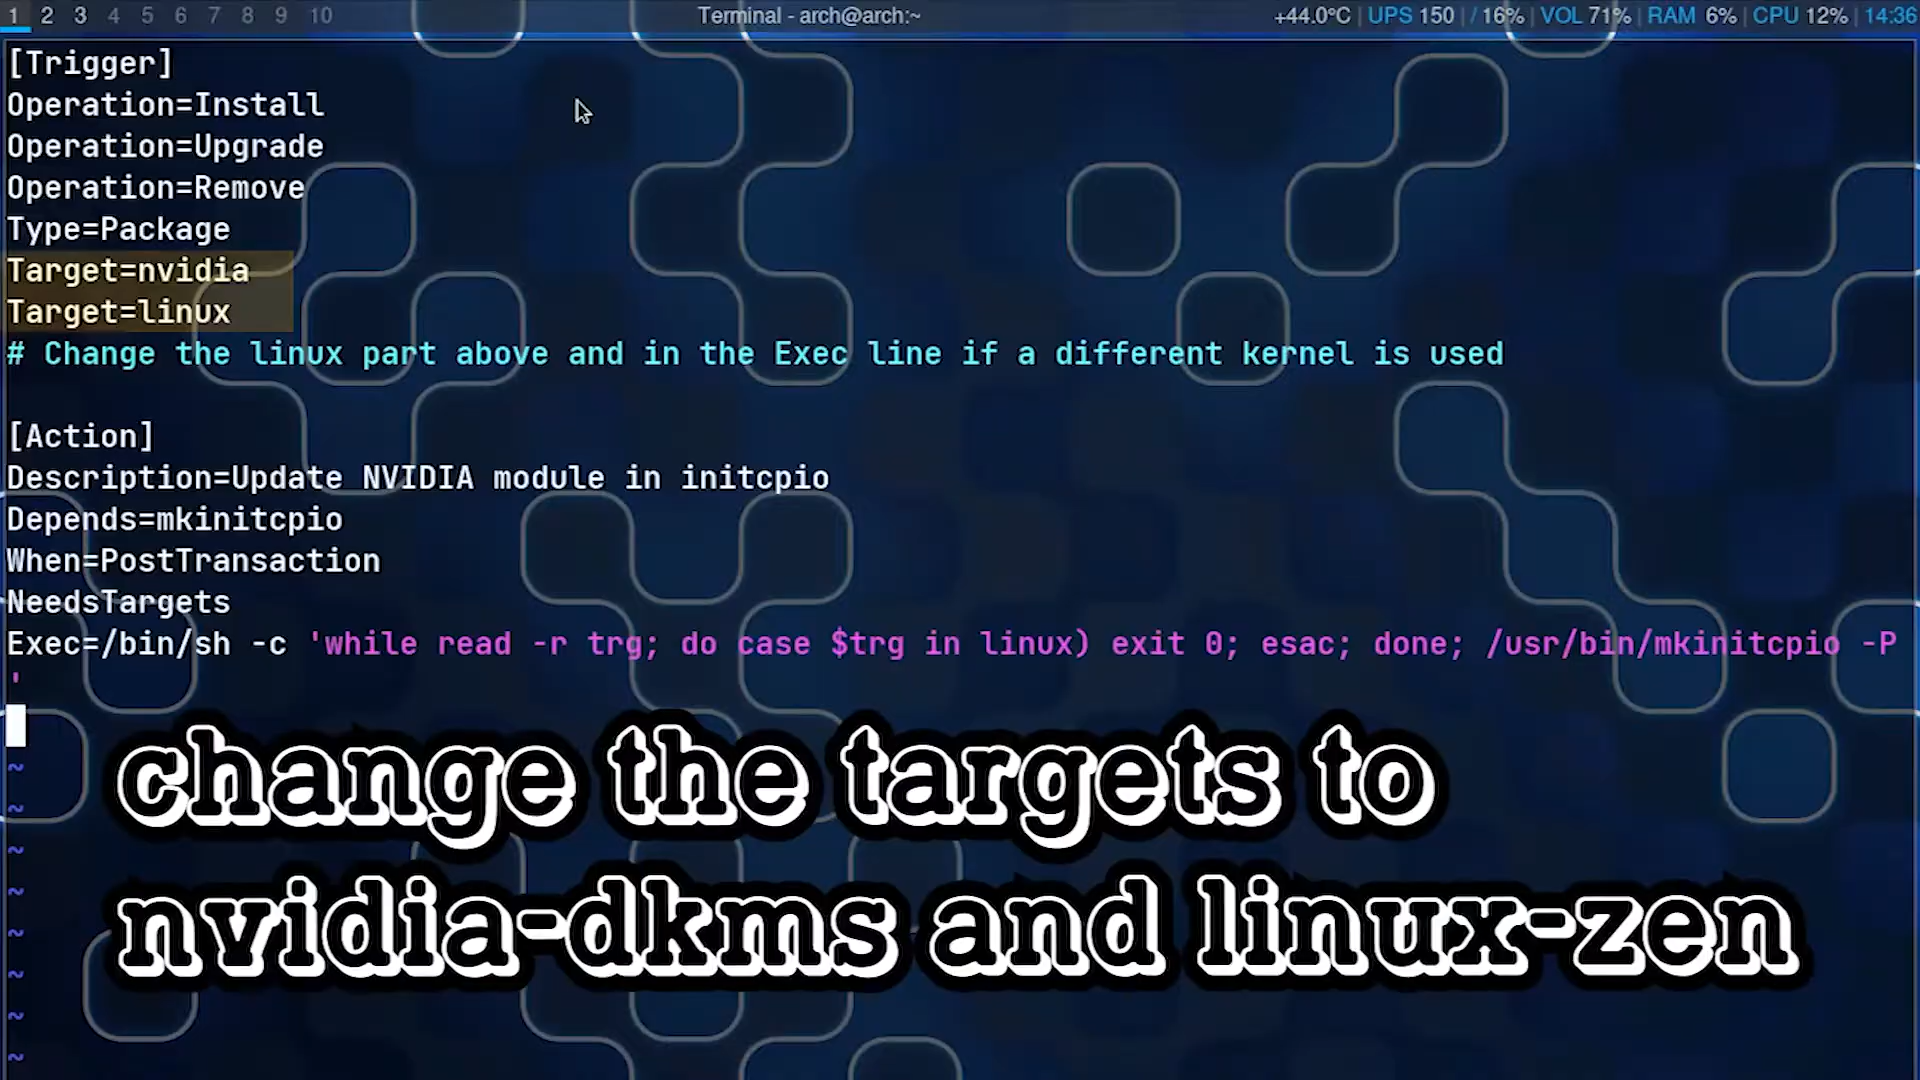 1 2 3 4 5 6 7 8 9 10 Terminal - arch@arch:~ +44.0°C | UPS 150 | / 16% | VOL 71% | RAM 6% | CPU 12% | 14:36
[Trigger]
Operation=Install
Operation=Upgrade
Operation=Remove
Type=Package
Target=nvidia
Target=linux
# Change the linux part above and in the Exec line if a different kernel is used
[Action]
Description=Update NVIDIA module in initcpio
Depends=mkinitcpio
When=PostTransaction
NeedsTargets
Exec=/bin/sh -c 'while read -r trg; do case $trg in linux) exit 0; esac; done; /usr/bin/mkinitcpio -P
'
change the targets to
~
~
~
nvidia-dkms and linux-zen
~
~
~
~
~